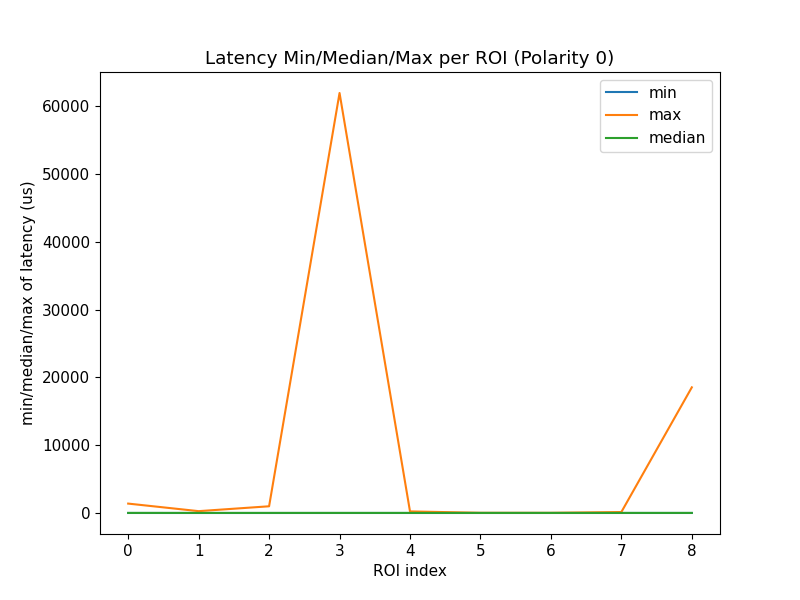 Latency Min/Median/Max per ROI (Polarity 0)
min
max
median
min/median/max of latency (us)
60000
50000
40000
30000
20000
10000
0
0 1 2 3 4 5 6 7 8
ROI index